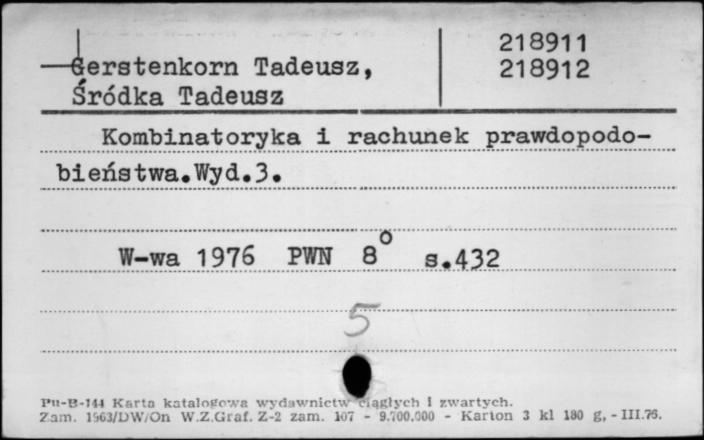 218911
Gerstenkorn Tadeusz, 218912
Śródka Tadeusz
Kombinatoryka i rachunek prawdopodo-
bieństwa.Wyd.3.
W-wa 1976 PWN 8° s.432
5
Pu-B-144 Karta katalogowa wydawnictw ciągłych i zwartych.
Zam. 1963/DW/On W.Z.Graf. Z-2 zam. 107 - 9.700.000 - Karton 3 kl 180 g, - III.76.